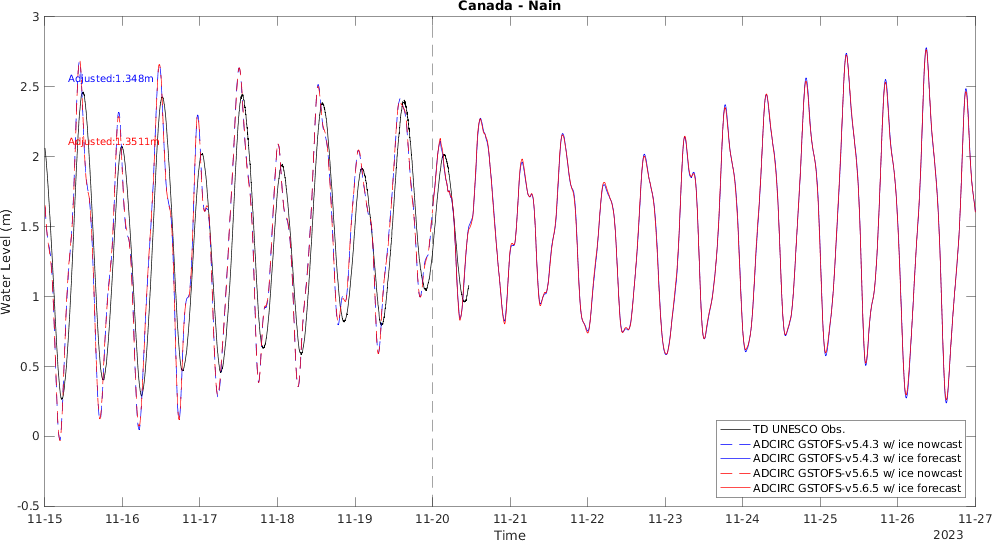 Canada - Nain
3
2.5
2
1.5
1
0.5
0
-0.5
Water Level (m)
Adjusted:1.348m
Adjusted:1.3511m
TD UNESCO Obs.
ADCIRC GSTOFS-v5.4.3 w/ ice nowcast
ADCIRC GSTOFS-v5.4.3 w/ ice forecast
ADCIRC GSTOFS-v5.6.5 w/ ice nowcast
ADCIRC GSTOFS-v5.6.5 w/ ice forecast
11-15 11-16 11-17 11-18 11-19 11-20 11-21 11-22 11-23 11-24 11-25 11-26 11-27
Time
2023